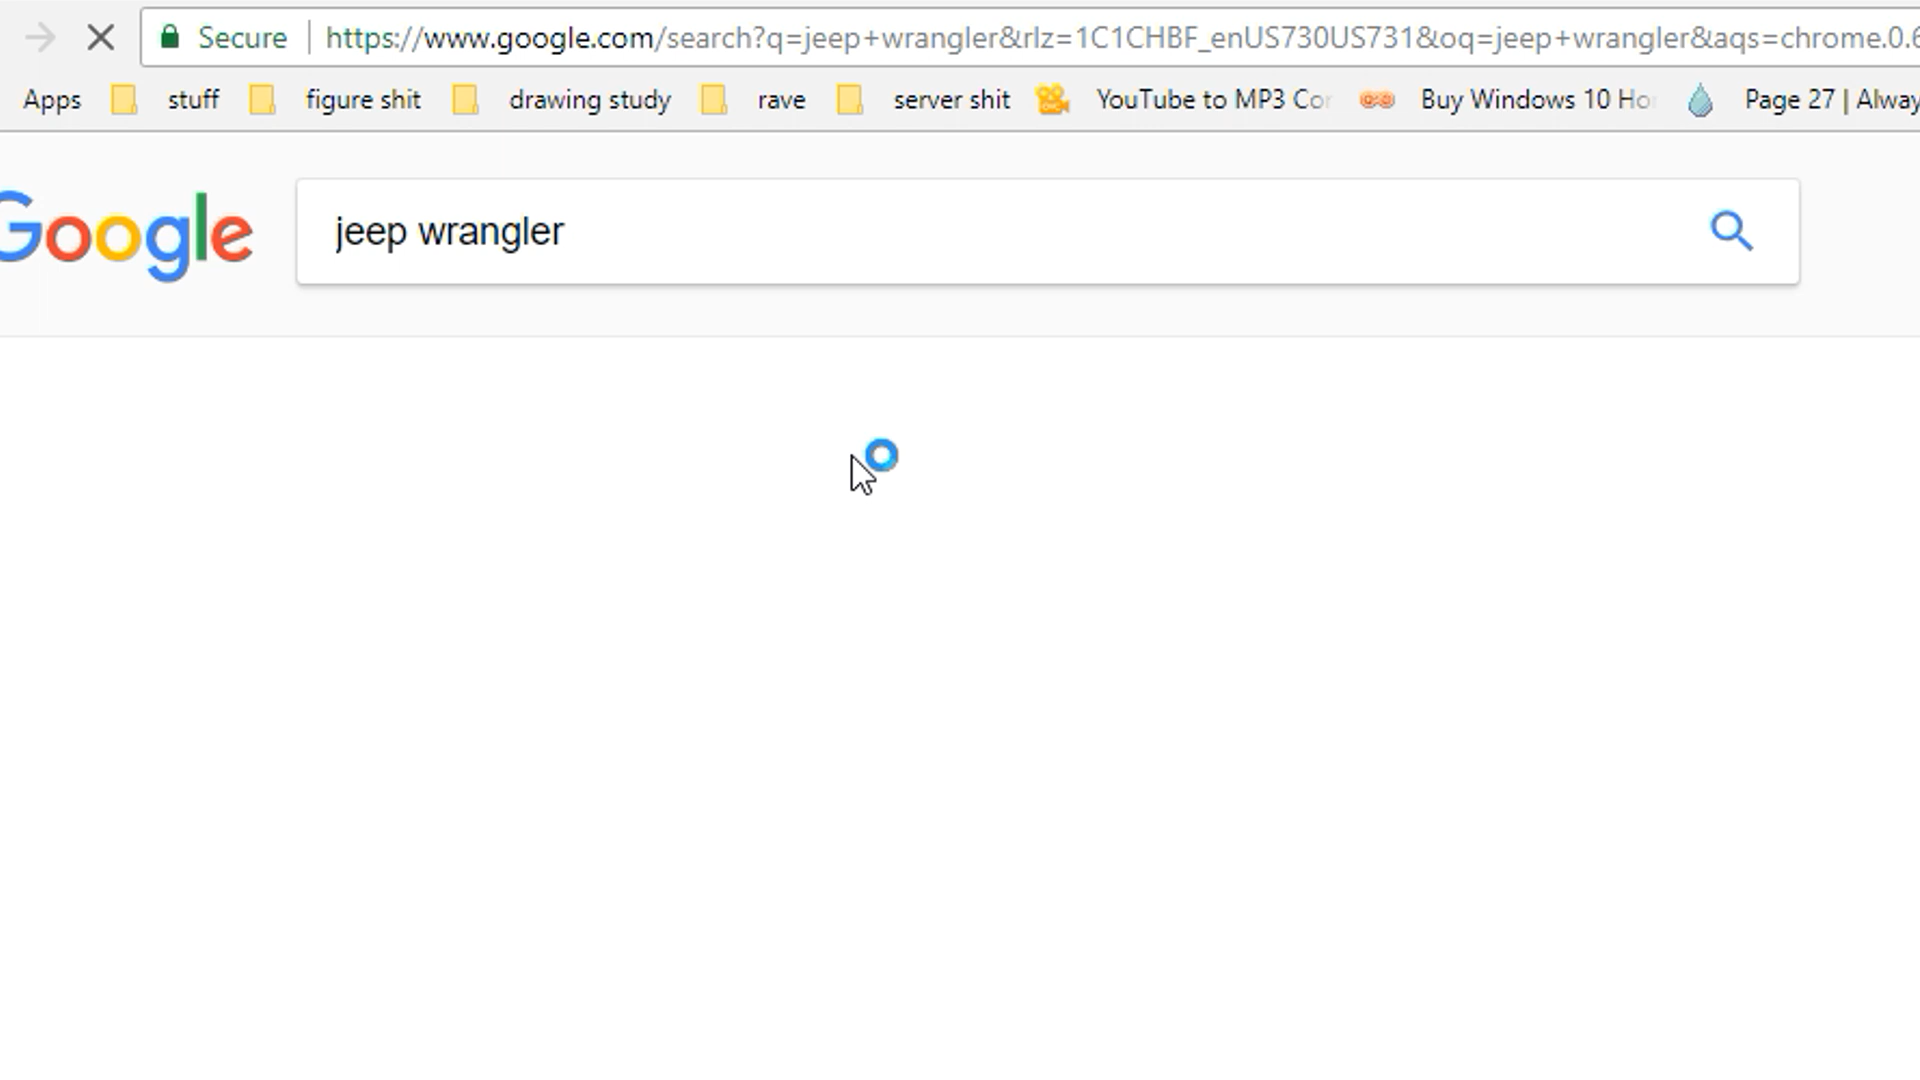 Secure https://www.google.com/search?q=jeep+wrangler&rlz=1C1CHBF_enUS730US731&oq=jeep+wrangler&aqs=chrome.0.6
Apps stuff figure shit drawing study rave server shit YouTube to MP3 Cor Buy Windows 10 Ho Page 27 | Alway
Google jeep wrangler